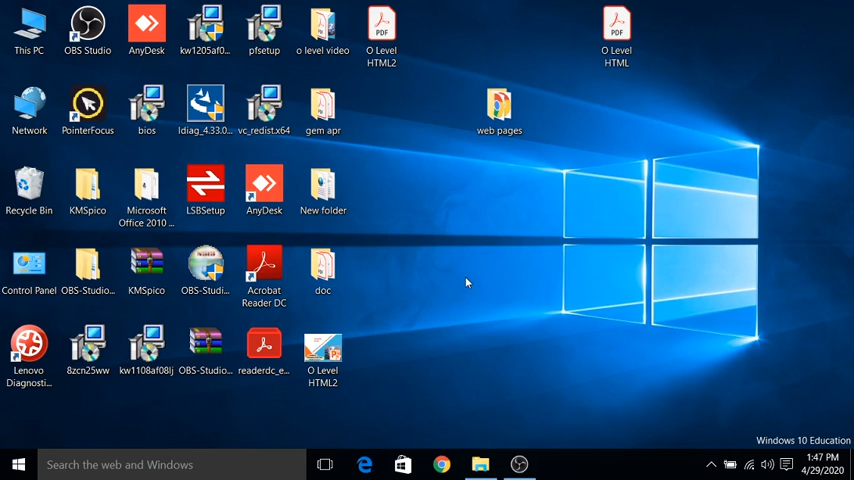 This PC
OBS Studio
AnyDesk
kw1205af0...
pfsetup
o level video
O Level
HTML2
O Level
HTML
Network
PointerFocus
bios
ldiag_4.33.0...
vc_redist.x64
gem apr
web pages
Recycle Bin
KMSpico
Microsoft
Office 2010 ...
LSBSetup
AnyDesk
New folder
Control Panel
OBS-Studio...
KMSpico
OBS-Studi...
Acrobat
Reader DC
doc
Lenovo
Diagnosti...
8zcn25ww
kw1108af08lj
OBS-Studio...
readerdc_e...
O Level
HTML2
Windows 10 Education
Search the web and Windows
1:47 PM
4/29/2020